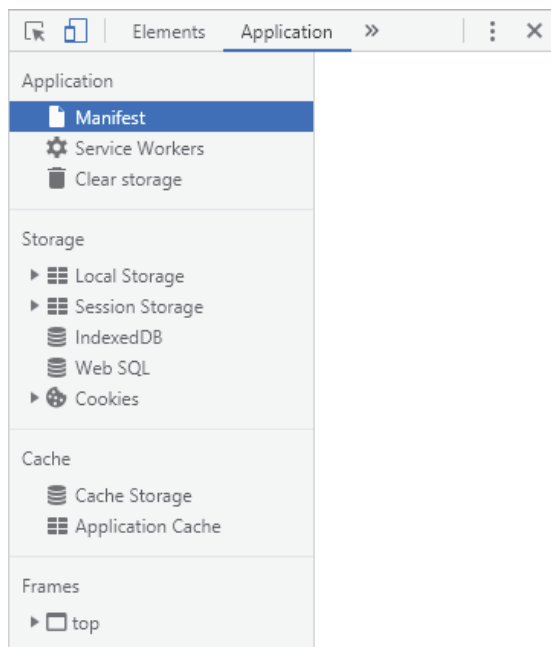 Elements Application »
Application
Manifest
Service Workers
Clear storage
Storage
Local Storage
Session Storage
IndexedDB
Web SQL
Cookies
Cache
Cache Storage
Application Cache
Frames
top